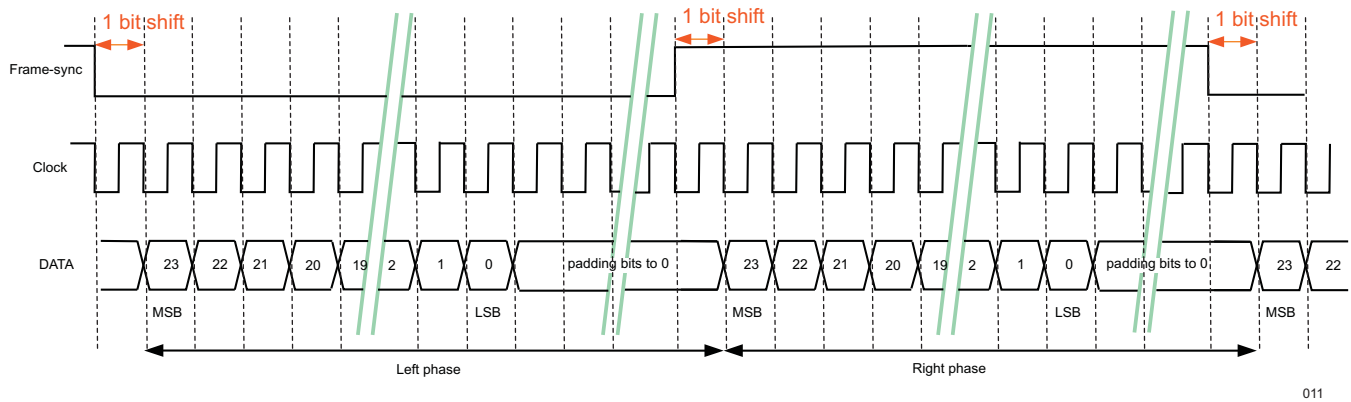 1 bit shift 1 bit shift 1 bit shift
Frame-sync
Clock
DATA 23 22 21 20 19 2 1 0 padding bits to 0 23 22 21 20 19 2 1 0 padding bits to 0 23 22
MSB LSB MSB LSB MSB
Left phase Right phase
011